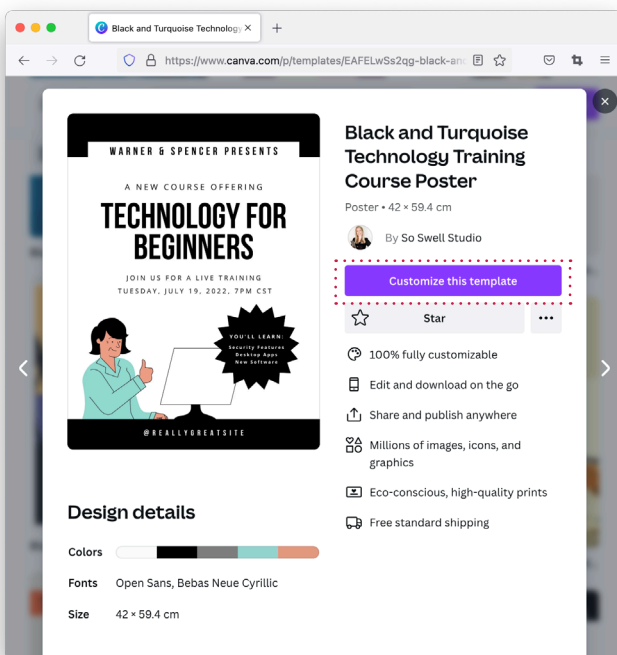 Black and Turquoise Technology
https://www.canva.com/p/templates/EAFELwSs2qg-black-and
WARNER & SPENCER PRESENTS
A NEW COURSE OFFERING
TECHNOLOGY FOR
BEGINNERS
JOIN US FOR A LIVE TRAINING
TUESDAY, JULY 19, 2022, 7PM CST
YOU'LL LEARN:
Security Features
Desktop Apps
New Software
@REALLYGREATSITE
Black and Turquoise
Technology Training
Course Poster
Poster • 42 × 59.4 cm
By So Swell Studio
Customize this template
Star
100% fully customizable
Edit and download on the go
Share and publish anywhere
Millions of images, icons, and
graphics
Eco-conscious, high-quality prints
Free standard shipping
Design details
Colors
Fonts Open Sans, Bebas Neue Cyrillic
Size 42 × 59.4 cm